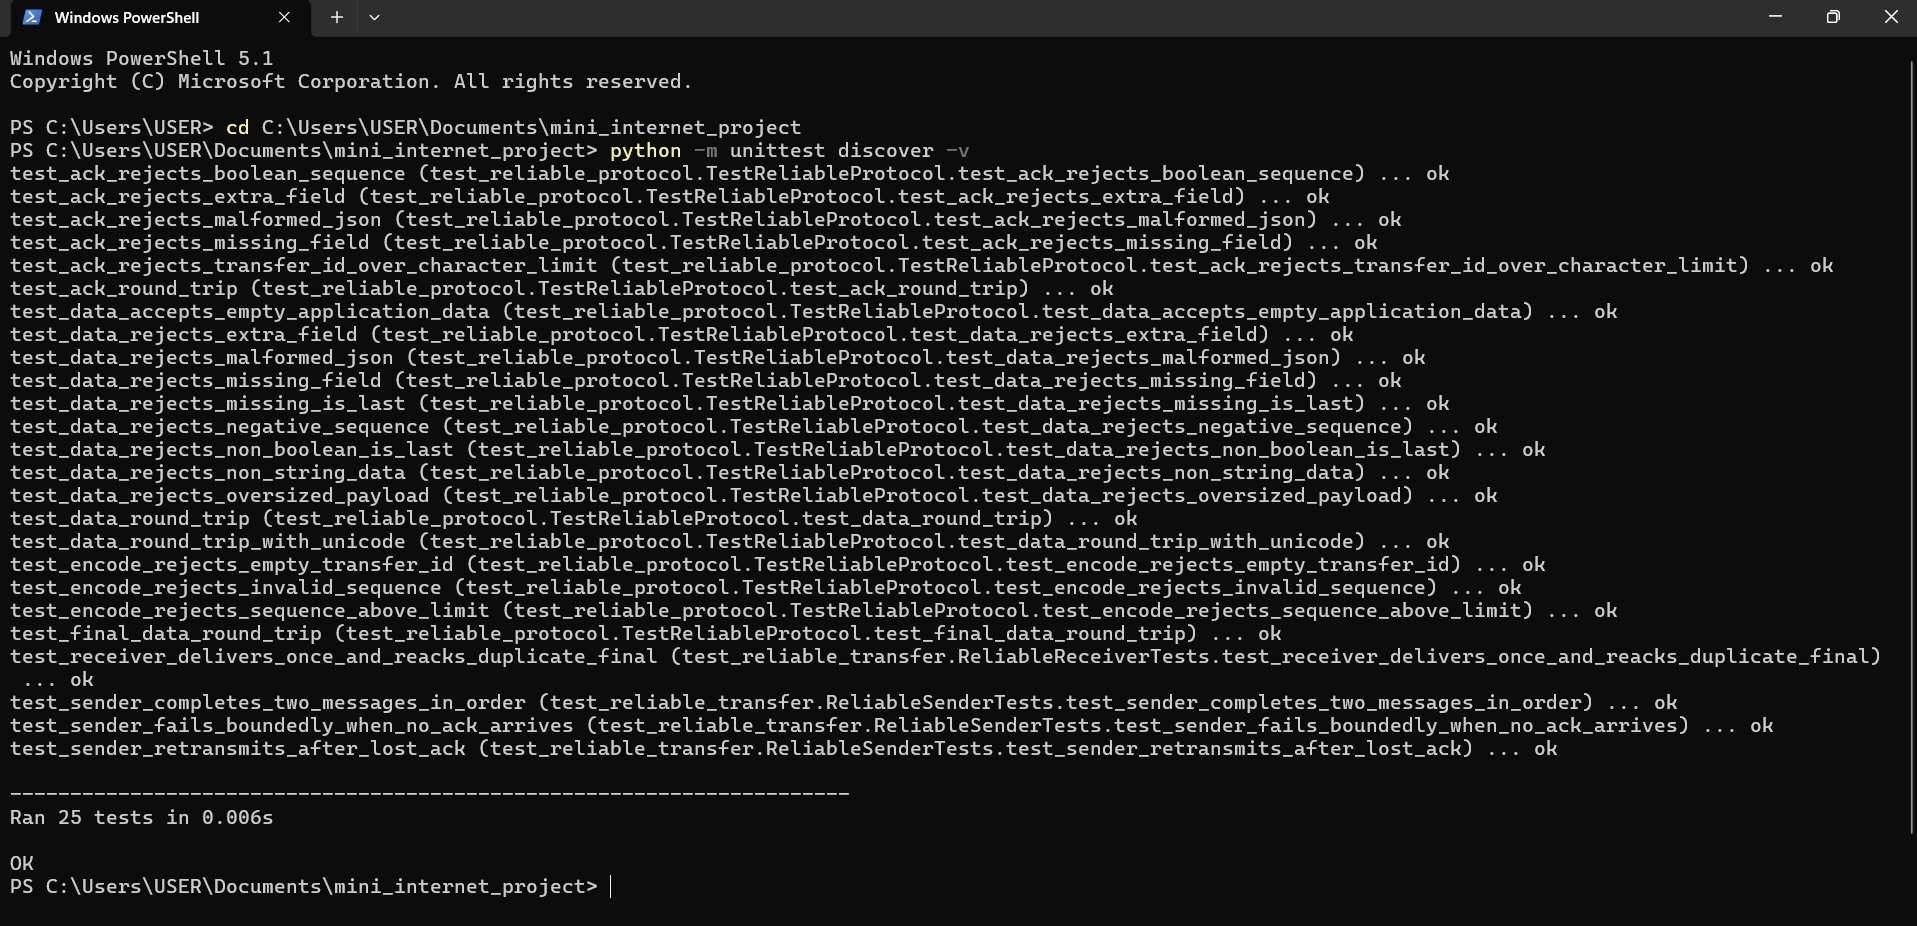 Windows PowerShell
Windows PowerShell 5.1
Copyright (C) Microsoft Corporation. All rights reserved.
PS C:\Users\USER> cd C:\Users\USER\Documents\mini_internet_project
PS C:\Users\USER\Documents\mini_internet_project> python -m unittest discover -v
test_ack_rejects_boolean_sequence (test_reliable_protocol.TestReliableProtocol.test_ack_rejects_boolean_sequence) ... ok
test_ack_rejects_extra_field (test_reliable_protocol.TestReliableProtocol.test_ack_rejects_extra_field) ... ok
test_ack_rejects_malformed_json (test_reliable_protocol.TestReliableProtocol.test_ack_rejects_malformed_json) ... ok
test_ack_rejects_missing_field (test_reliable_protocol.TestReliableProtocol.test_ack_rejects_missing_field) ... ok
test_ack_rejects_transfer_id_over_character_limit (test_reliable_protocol.TestReliableProtocol.test_ack_rejects_transfer_id_over_character_limit) ... ok
test_ack_round_trip (test_reliable_protocol.TestReliableProtocol.test_ack_round_trip) ... ok
test_data_accepts_empty_application_data (test_reliable_protocol.TestReliableProtocol.test_data_accepts_empty_application_data) ... ok
test_data_rejects_extra_field (test_reliable_protocol.TestReliableProtocol.test_data_rejects_extra_field) ... ok
test_data_rejects_malformed_json (test_reliable_protocol.TestReliableProtocol.test_data_rejects_malformed_json) ... ok
test_data_rejects_missing_field (test_reliable_protocol.TestReliableProtocol.test_data_rejects_missing_field) ... ok
test_data_rejects_missing_is_last (test_reliable_protocol.TestReliableProtocol.test_data_rejects_missing_is_last) ... ok
test_data_rejects_negative_sequence (test_reliable_protocol.TestReliableProtocol.test_data_rejects_negative_sequence) ... ok
test_data_rejects_non_boolean_is_last (test_reliable_protocol.TestReliableProtocol.test_data_rejects_non_boolean_is_last) ... ok
test_data_rejects_non_string_data (test_reliable_protocol.TestReliableProtocol.test_data_rejects_non_string_data) ... ok
test_data_rejects_oversized_payload (test_reliable_protocol.TestReliableProtocol.test_data_rejects_oversized_payload) ... ok
test_data_round_trip (test_reliable_protocol.TestReliableProtocol.test_data_round_trip) ... ok
test_data_round_trip_with_unicode (test_reliable_protocol.TestReliableProtocol.test_data_round_trip_with_unicode) ... ok
test_encode_rejects_empty_transfer_id (test_reliable_protocol.TestReliableProtocol.test_encode_rejects_empty_transfer_id) ... ok
test_encode_rejects_invalid_sequence (test_reliable_protocol.TestReliableProtocol.test_encode_rejects_invalid_sequence) ... ok
test_encode_rejects_sequence_above_limit (test_reliable_protocol.TestReliableProtocol.test_encode_rejects_sequence_above_limit) ... ok
test_final_data_round_trip (test_reliable_protocol.TestReliableProtocol.test_final_data_round_trip) ... ok
test_receiver_delivers_once_and_reacks_duplicate_final (test_reliable_transfer.ReliableReceiverTests.test_receiver_delivers_once_and_reacks_duplicate_final)
 ... ok
test_sender_completes_two_messages_in_order (test_reliable_transfer.ReliableSenderTests.test_sender_completes_two_messages_in_order) ... ok
test_sender_fails_boundedly_when_no_ack_arrives (test_reliable_transfer.ReliableSenderTests.test_sender_fails_boundedly_when_no_ack_arrives) ... ok
test_sender_retransmits_after_lost_ack (test_reliable_transfer.ReliableSenderTests.test_sender_retransmits_after_lost_ack) ... ok
----------------------------------------------------------------------
Ran 25 tests in 0.006s
OK
PS C:\Users\USER\Documents\mini_internet_project>